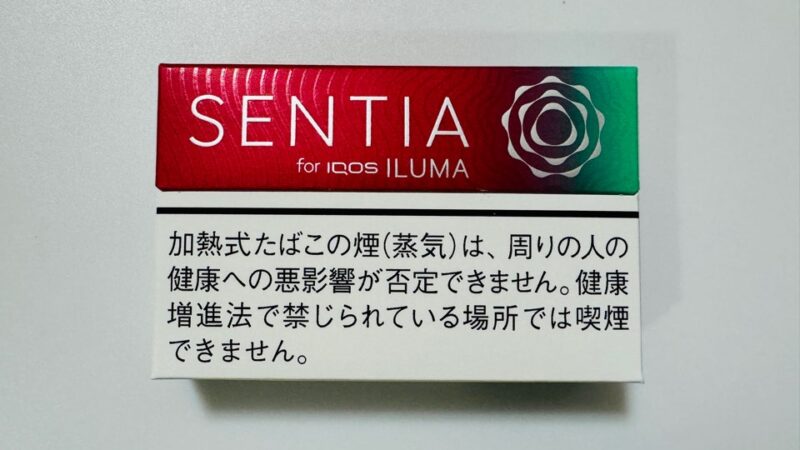 SENTIA
for IQOS ILUMA
加熱式たばこの煙(蒸気)は、周りの人の
健康への悪影響が否定できません。健康
増進法で禁じられている場所では喫煙
できません。